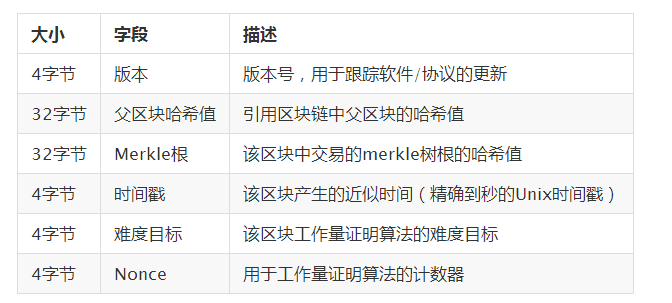 大小 字段 描述
4字节 版本 版本号，用于跟踪软件/协议的更新
32字节 父区块哈希值 引用区块链中父区块的哈希值
32字节 Merkle根 该区块中交易的merkle树根的哈希值
4字节 时间戳 该区块产生的近似时间（精确到秒的Unix时间戳）
4字节 难度目标 该区块工作量证明算法的难度目标
4字节 Nonce 用于工作量证明算法的计数器